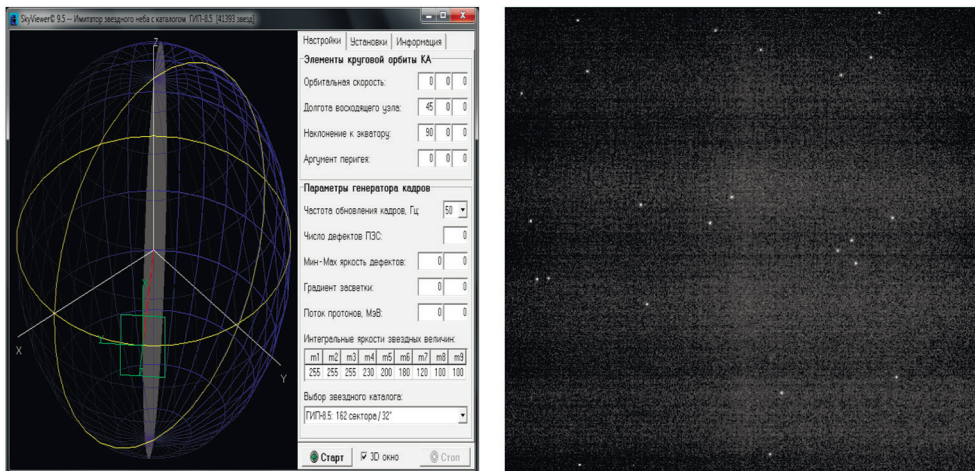 SkyViewer© 9.5 -- Имитатор звездного неба с каталогом ГИП-8.5 [41393 звезд]
Настройки Установки Информация
Элементы круговой орбиты КА
Орбитальная скорость: 0 0 0
Долгота восходящего узла: 45 0 0
Наклонение к экватору: 90 0 0
Аргумент перигея: 0 0 0
Параметры генератора кадров
Частота обновления кадров, Гц: 50
Число дефектов ПЗС: 0
Мин-Мах яркость дефектов: 0 0
Градиент засветки: 0 0
Поток протонов, МэВ: 0 0
Интегральные яркости звездных величин:
m1 m2 m3 m4 m5 m6 m7 m8 m9
255 255 255 230 200 180 120 100 100
Выбор звездного каталога:
ГИП-8.5: 162 сектора / 32°
Старт 3D окно Стоп
Z
X
Y